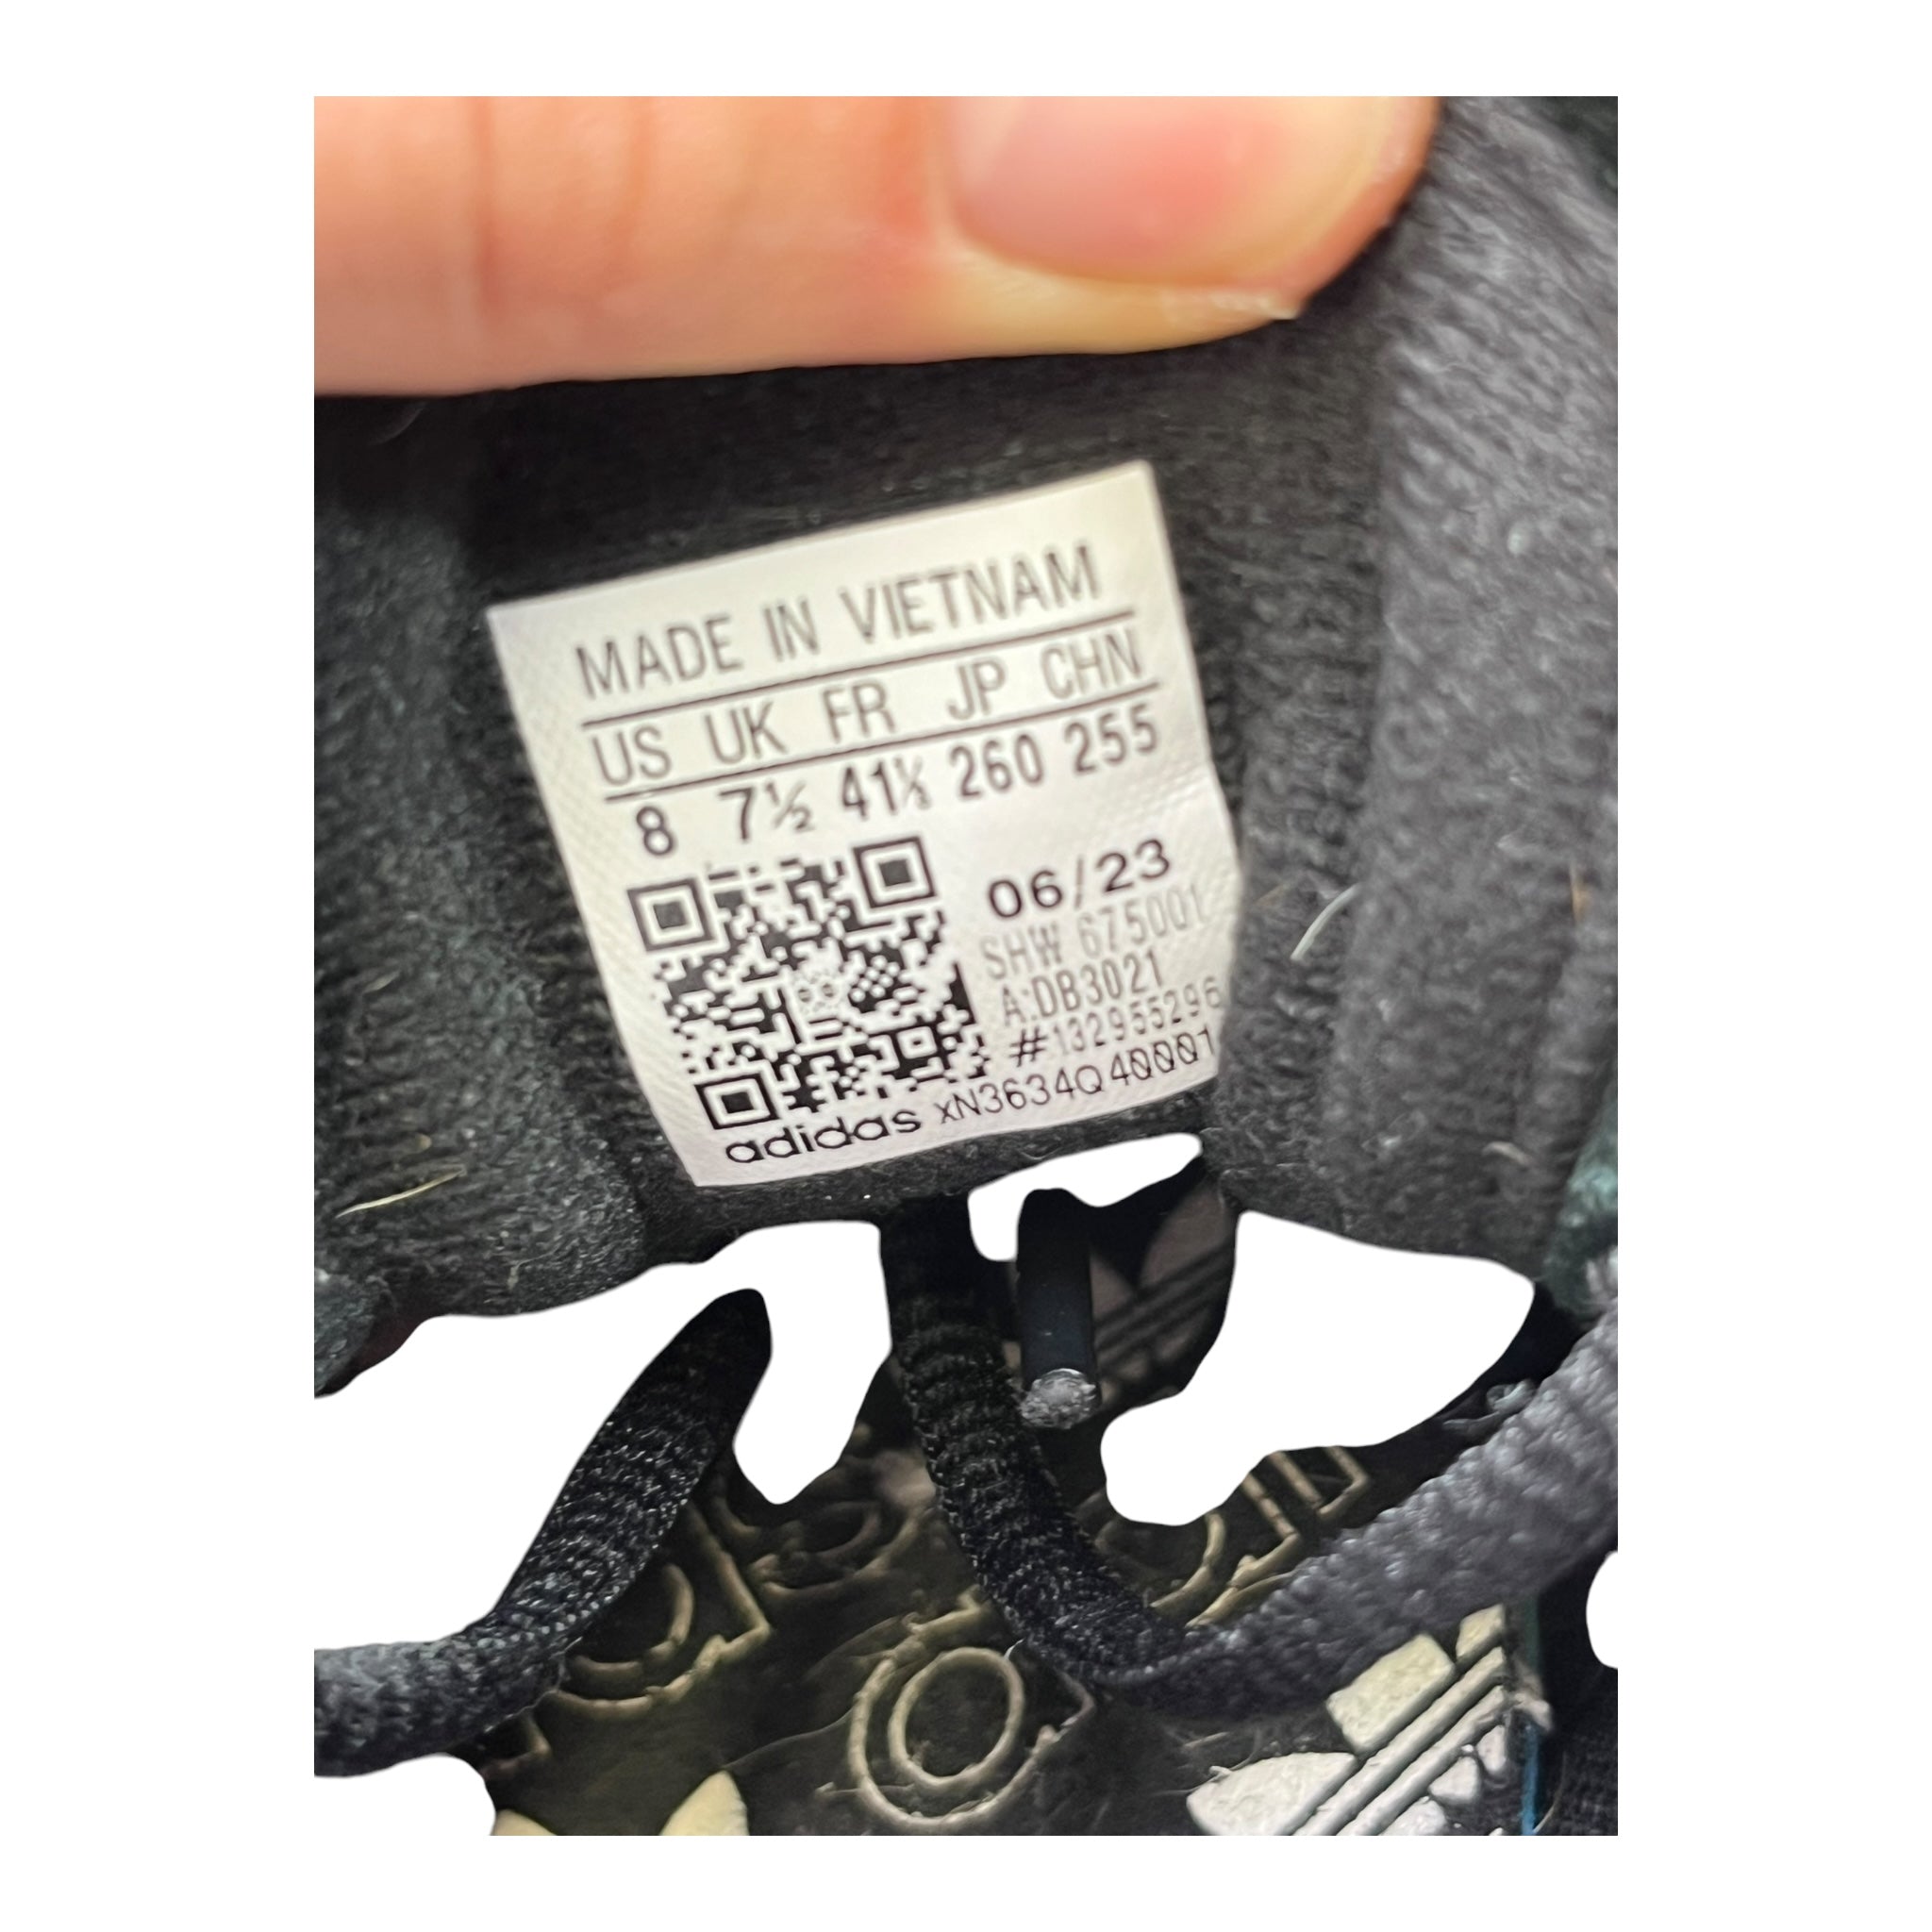 MADE IN VIETNAM
US UK FR JP CHN
8 7½ 41⅓ 260 255
06/23
SHW 675001
A:DB3021
#132955296
adidas xN3634Q40001